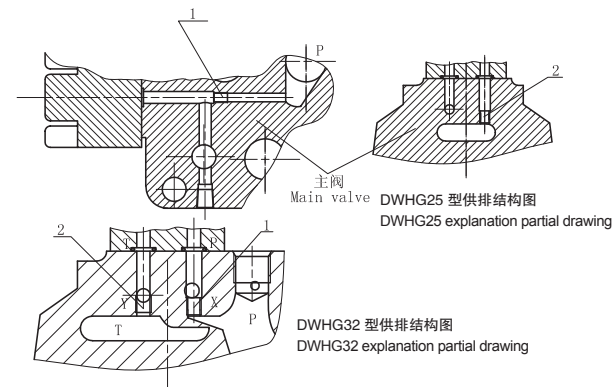 1
P
2
主阀
Main valve
DWHG25 型供排结构图
DWHG25 explanation partial drawing
2
T
P
1
Y
X
T
P
DWHG32 型供排结构图
DWHG32 explanation partial drawing